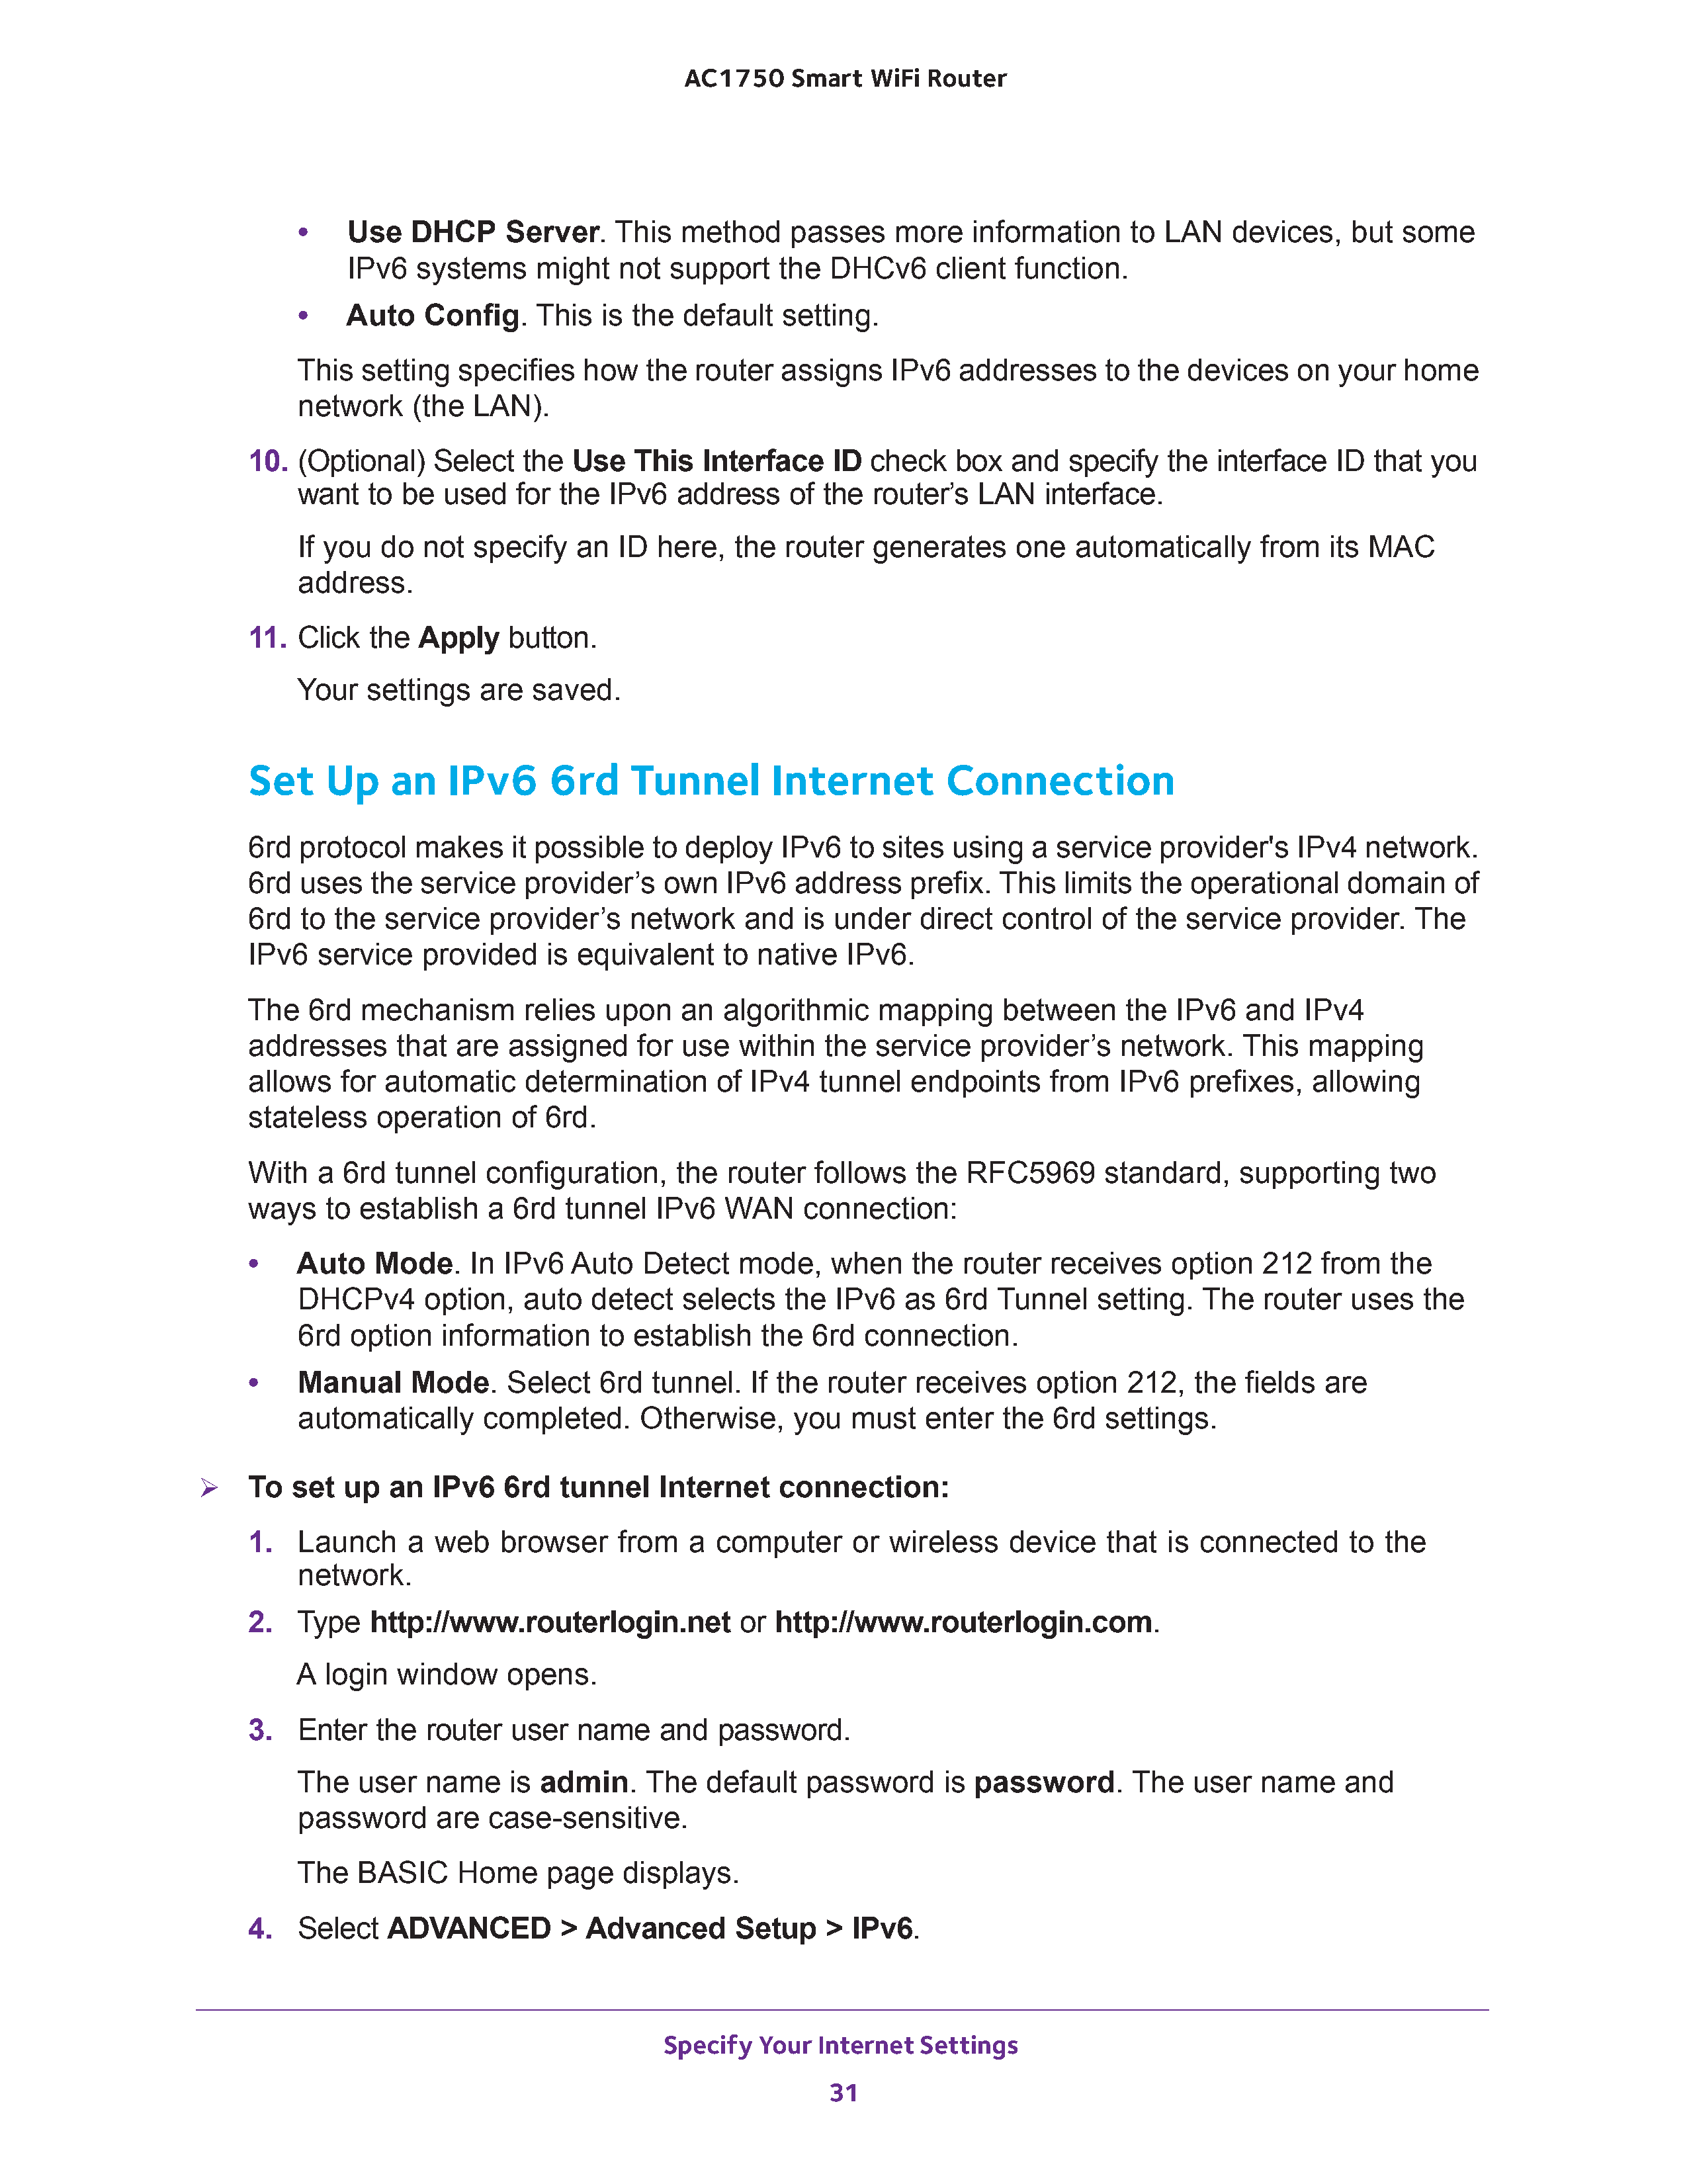 AC1750 Smart WiFi Router
• Use DHCP Server. This method passes more information to LAN devices, but some
IPv6 systems might not support the DHCv6 client function.
• Auto Config. This is the default setting.
This setting specifies how the router assigns IPv6 addresses to the devices on your home
network (the LAN).
10. (Optional) Select the Use This Interface ID check box and specify the interface ID that you
want to be used for the IPv6 address of the router’s LAN interface.
If you do not specify an ID here, the router generates one automatically from its MAC
address.
11. Click the Apply button.
Your settings are saved.
Set Up an IPv6 6rd Tunnel Internet Connection
6rd protocol makes it possible to deploy IPv6 to sites using a service provider's IPv4 network.
6rd uses the service provider’s own IPv6 address prefix. This limits the operational domain of
6rd to the service provider’s network and is under direct control of the service provider. The
IPv6 service provided is equivalent to native IPv6.
The 6rd mechanism relies upon an algorithmic mapping between the IPv6 and IPv4
addresses that are assigned for use within the service provider’s network. This mapping
allows for automatic determination of IPv4 tunnel endpoints from IPv6 prefixes, allowing
stateless operation of 6rd.
With a 6rd tunnel configuration, the router follows the RFC5969 standard, supporting two
ways to establish a 6rd tunnel IPv6 WAN connection:
• Auto Mode. In IPv6 Auto Detect mode, when the router receives option 212 from the
DHCPv4 option, auto detect selects the IPv6 as 6rd Tunnel setting. The router uses the
6rd option information to establish the 6rd connection.
• Manual Mode. Select 6rd tunnel. If the router receives option 212, the fields are
automatically completed. Otherwise, you must enter the 6rd settings.
➢ To set up an IPv6 6rd tunnel Internet connection:
1. Launch a web browser from a computer or wireless device that is connected to the
network.
2. Type http://www.routerlogin.net or http://www.routerlogin.com.
A login window opens.
3. Enter the router user name and password.
The user name is admin. The default password is password. The user name and
password are case-sensitive.
The BASIC Home page displays.
4. Select ADVANCED > Advanced Setup > IPv6.
Specify Your Internet Settings
31